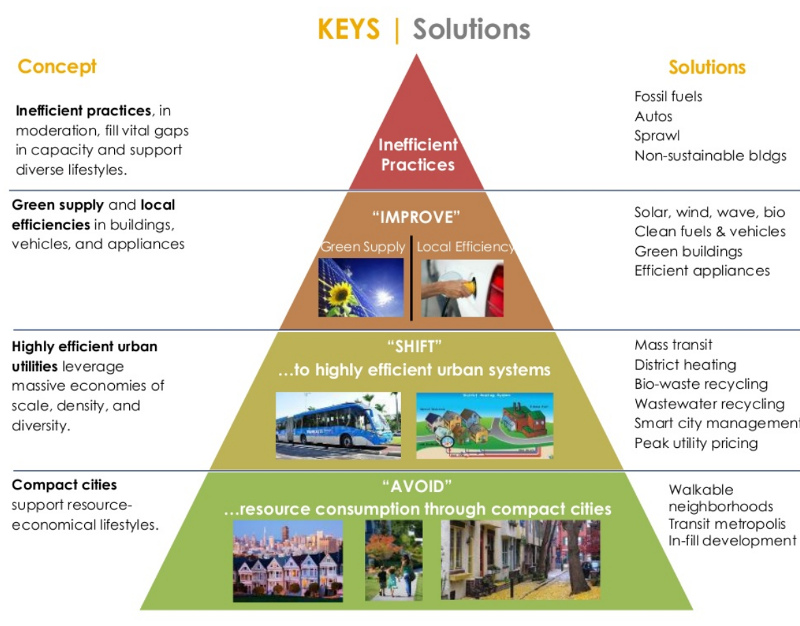 KEYS | Solutions
Concept
Solutions
Inefficient practices, in
moderation, fill vital gaps
in capacity and support
diverse lifestyles.
Inefficient
Practices
Fossil fuels
Autos
Sprawl
Non-sustainable bldgs
Green supply and local
efficiencies in buildings,
vehicles, and appliances
“IMPROVE”
Green Supply
Local Efficiency
Solar, wind, wave, bio
Clean fuels & vehicles
Green buildings
Efficient appliances
Highly efficient urban
utilities leverage
massive economies of
scale, density, and
diversity.
“SHIFT”
...to highly efficient urban systems
Mass transit
District heating
Bio-waste recycling
Wastewater recycling
Smart city management
Peak utility pricing
Compact cities
support resource-
economical lifestyles.
“AVOID”
...resource consumption through compact cities
Walkable
neighborhoods
Transit metropolis
In-fill development